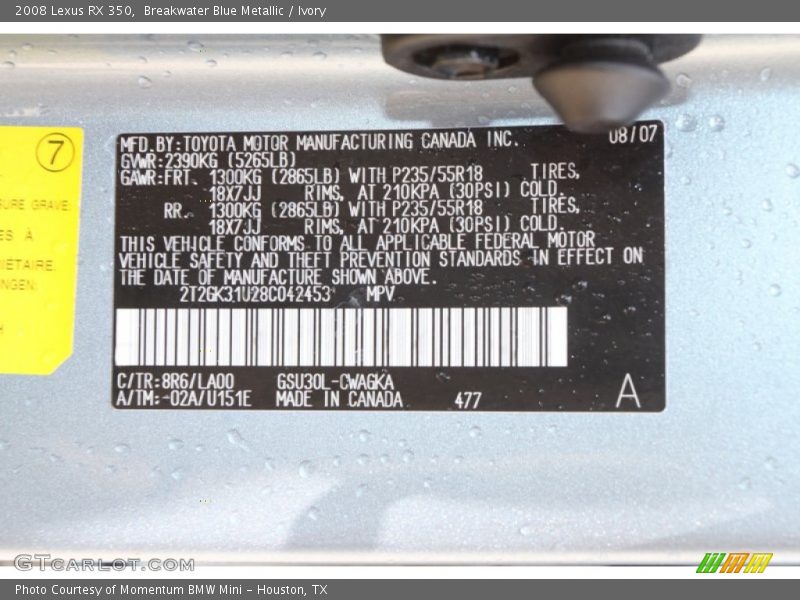 2008 Lexus RX 350, Breakwater Blue Metallic / Ivory
7
SURE GRAVE
ES À
IÉTAIRE
NGEN:
H
MFD. BY: TOYOTA MOTOR MANUFACTURING CANADA INC. 08/07
GVWR: 2390KG (5265LB)
GAWR: FRT. 1300KG (2865LB) WITH P235/55R18 TIRES,
18X7JJ RIMS, AT 210KPA (30PSI) COLD.
RR. 1300KG (2865LB) WITH P235/55R18 TIRES,
18X7JJ RIMS, AT 210KPA (30PSI) COLD.
THIS VEHICLE CONFORMS TO ALL APPLICABLE FEDERAL MOTOR
VEHICLE SAFETY AND THEFT PREVENTION STANDARDS IN EFFECT ON
THE DATE OF MANUFACTURE SHOWN ABOVE.
2T2GK31U28C042453 MPV
C/TR: 8R6/LA00 GSU30L-CWAGKA
A/TM: -02A/U151E MADE IN CANADA 477 A
GTCARLOT.COM
Photo Courtesy of Momentum BMW Mini - Houston, TX